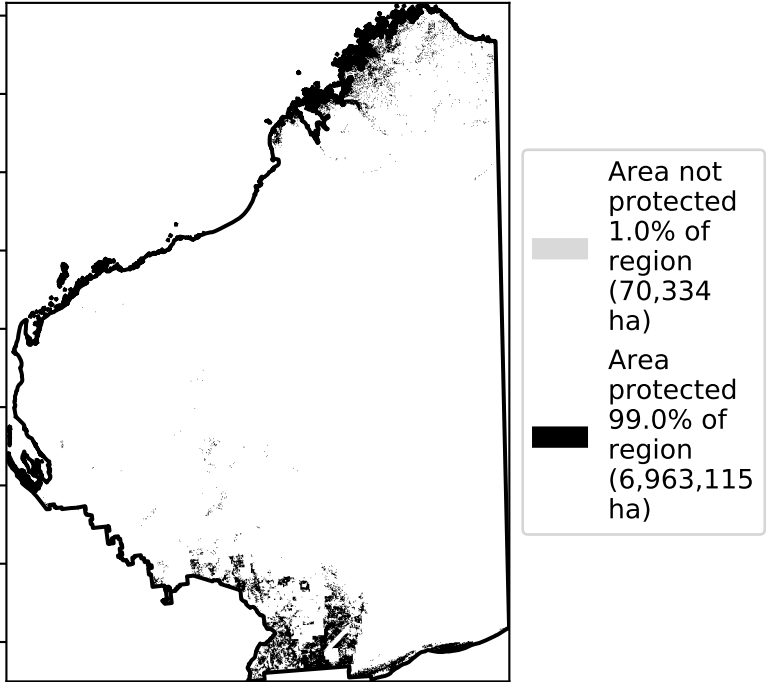 Area not
protected
1.0% of
region
(70,334
ha)
Area
protected
99.0% of
region
(6,963,115
ha)